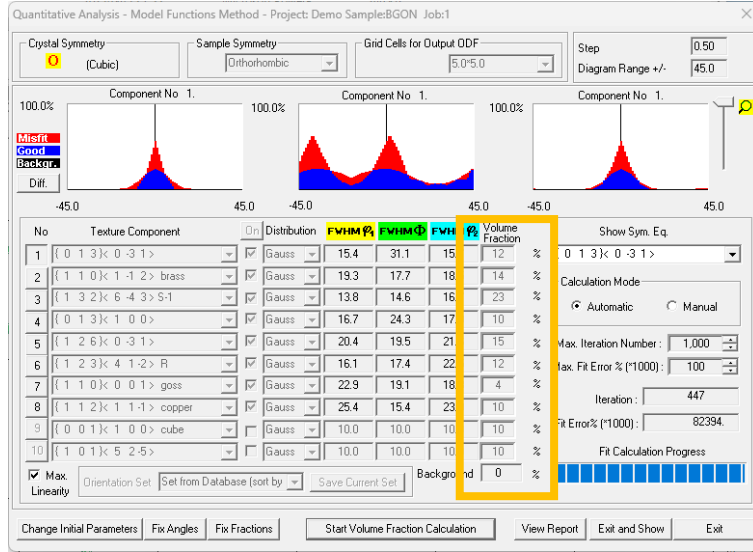 Quantitative Analysis - Model Functions Method - Project: Demo Sample:BGON Job:1
Crystal Symmetry
O (Cubic)
Sample Symmetry
Orthorhombic
Grid Cells for Output ODF
5.0*5.0
Step 0.50
Diagram Range +/- 45.0
Component No 1.
Component No 1.
Component No 1.
100.0%
100.0%
100.0%
Misfit
Good
Backgr.
Diff.
-45.0 45.0 -45.0 45.0 -45.0 45.0
No Texture Component On Distribution FWHM φ1 FWHM Φ FWHM φ2 Volume Fraction
1 { 0 1 3}< 0 -3 1> Gauss 15.4 31.1 15. 12 %
2 { 1 1 0}< 1 -1 2> brass Gauss 19.3 17.7 18. 14 %
3 { 1 3 2}< 6 -4 3> S-1 Gauss 13.8 14.6 16. 23 %
4 { 0 1 3}< 1 0 0> Gauss 16.7 24.3 17. 10 %
5 { 1 2 6}< 0 -3 1> Gauss 20.4 19.5 21. 15 %
6 { 1 2 3}< 4 1 -2> R Gauss 16.1 17.4 22. 12 %
7 { 1 1 0}< 0 0 1> goss Gauss 22.9 19.1 18. 4 %
8 { 1 1 2}< 1 1 -1> copper Gauss 25.4 15.4 23. 10 %
9 { 0 0 1}< 1 0 0> cube Gauss 10.0 10.0 10. 10 %
10 { 1 0 1}< 5 2 -5> Gauss 10.0 10.0 10. 10 %
Max. Linearity
Orientation Set Set from Database (sort by Save Current Set
Background 0 %
Show Sym. Eq.
0 1 3}< 0 -3 1>
Calculation Mode
Automatic Manual
Max. Iteration Number : 1,000
Max. Fit Error % (*1000) : 100
Iteration : 447
Fit Error% (*1000) : 82394.
Fit Calculation Progress
Change Initial Parameters Fix Angles Fix Fractions Start Volume Fraction Calculation View Report Exit and Show Exit